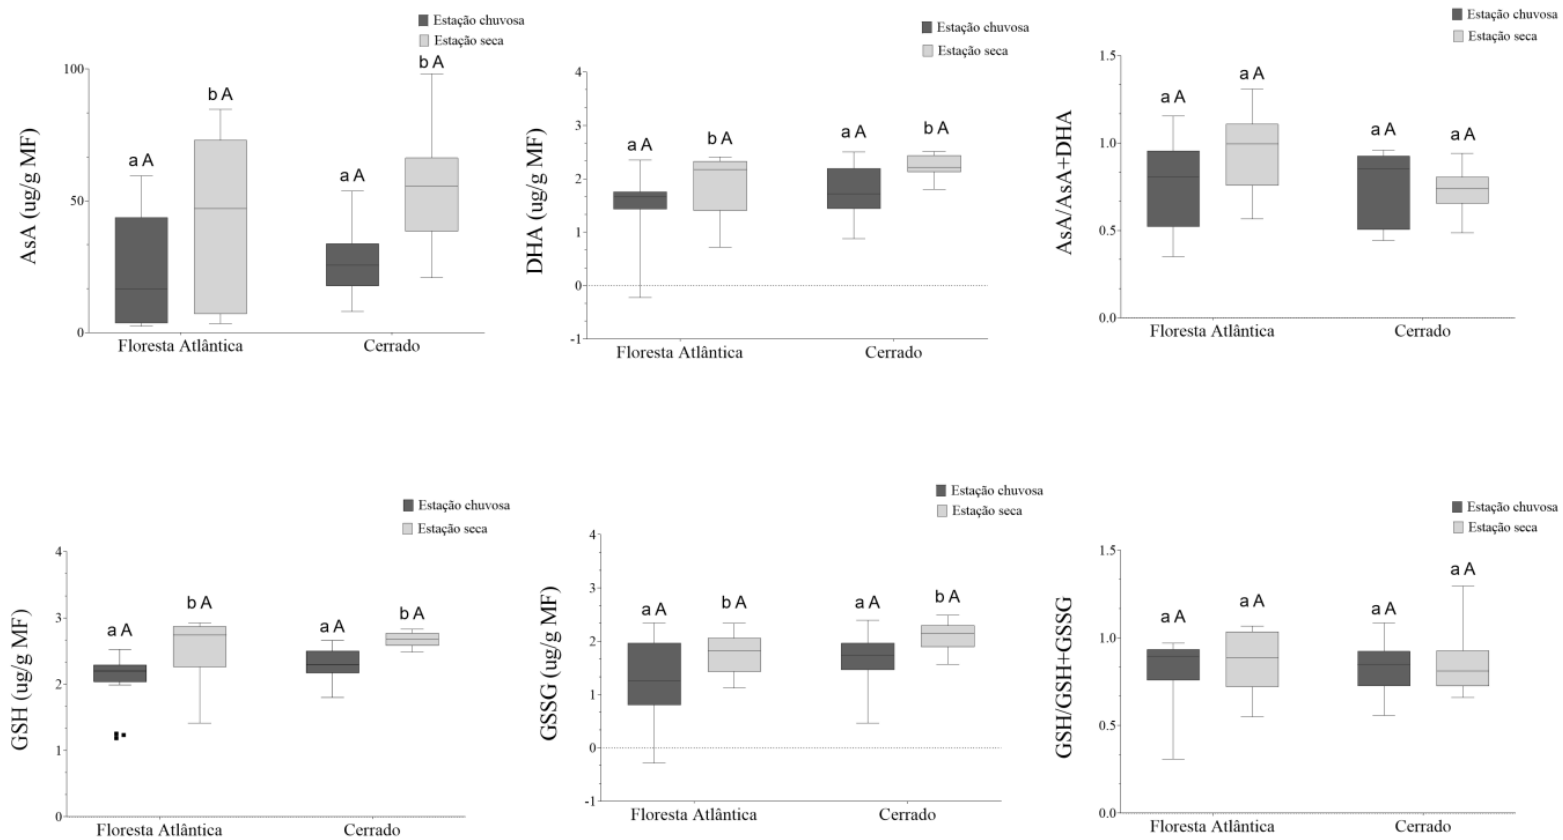 Estação chuvosa
Estação seca
AsA (ug/g MF)
100
50
0
a A
b A
a A
b A
Floresta Atlântica
Cerrado
Estação chuvosa
Estação seca
DHA (ug/g MF)
4
3
2
1
0
-1
a A
b A
a A
b A
Floresta Atlântica
Cerrado
Estação chuvosa
Estação seca
AsA/AsA+DHA
1.5
1.0
0.5
0.0
a A
a A
a A
a A
Floresta Atlântica
Cerrado
Estação chuvosa
Estação seca
GSH (ug/g MF)
4
3
2
1
0
a A
b A
a A
b A
Floresta Atlântica
Cerrado
Estação chuvosa
Estação seca
GSSG (ug/g MF)
4
3
2
1
0
-1
a A
b A
a A
b A
Floresta Atlântica
Cerrado
Estação chuvosa
Estação seca
GSH/GSH+GSSG
1.5
1.0
0.5
0.0
a A
a A
a A
a A
Floresta Atlântica
Cerrado